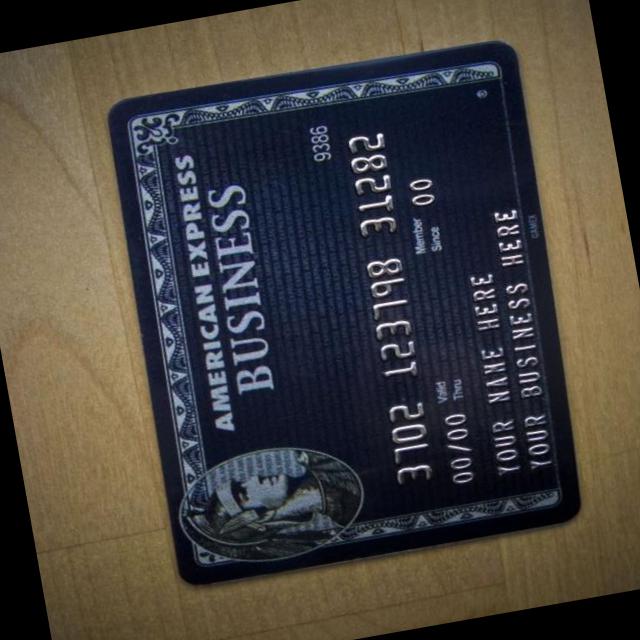 AMERICAN EXPRESS
BUSINESS
9386
3702 123798 31282
Member Since 00
00/00 Valid Thru
YOUR NAME HERE
YOUR BUSINESS HERE